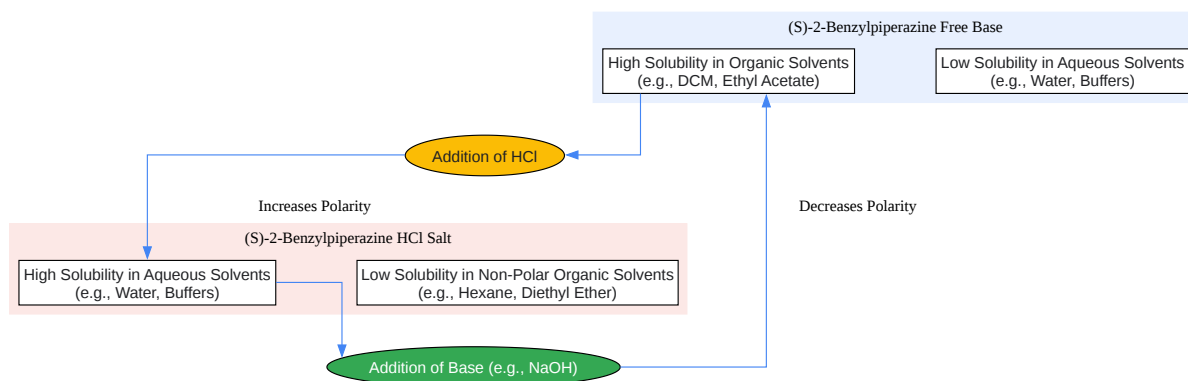 (S)-2-Benzylpiperazine Free Base
High Solubility in Organic Solvents
(e.g., DCM, Ethyl Acetate)
Low Solubility in Aqueous Solvents
(e.g., Water, Buffers)
Addition of HCl
Increases Polarity
Decreases Polarity
(S)-2-Benzylpiperazine HCl Salt
High Solubility in Aqueous Solvents
(e.g., Water, Buffers)
Low Solubility in Non-Polar Organic Solvents
(e.g., Hexane, Diethyl Ether)
Addition of Base (e.g., NaOH)